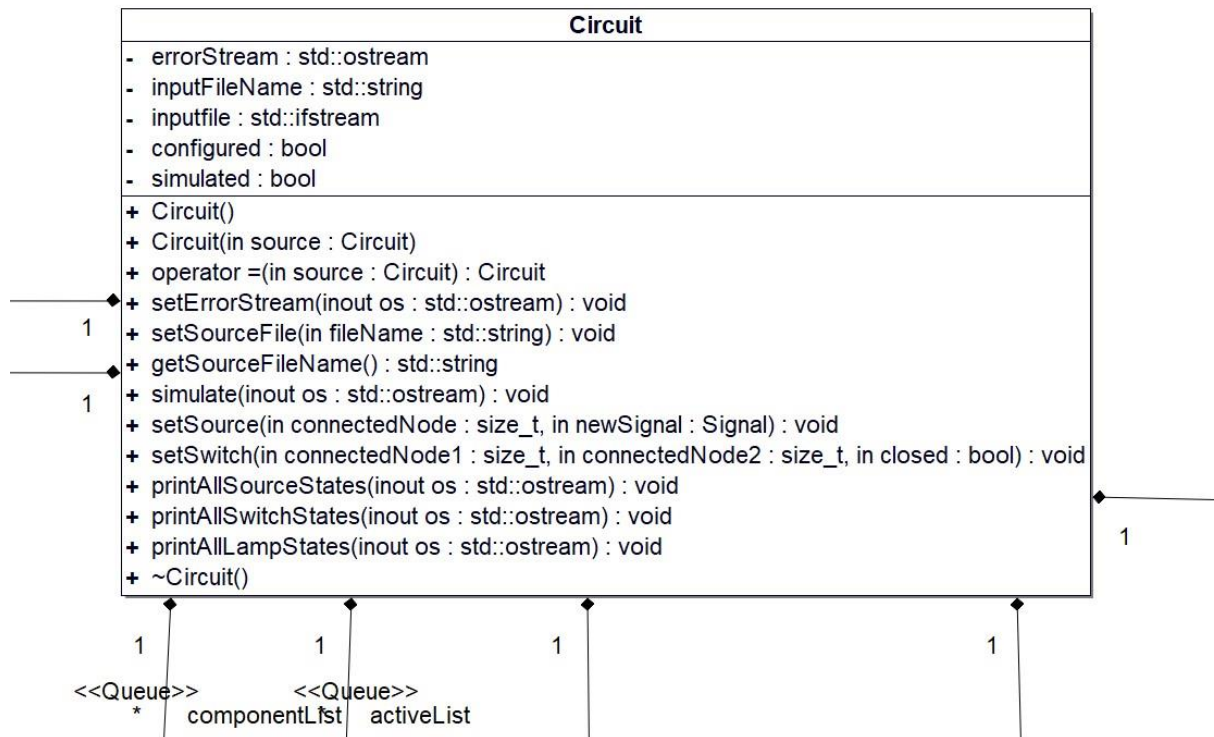 Circuit
- errorStream : std::ostream
- inputFileName : std::string
- inputfile : std::ifstream
- configured : bool
- simulated : bool
+ Circuit()
+ Circuit(in source : Circuit)
+ operator =(in source : Circuit) : Circuit
+ setErrorStream(inout os : std::ostream) : void
1
+ setSourceFile(in fileName : std::string) : void
+ getSourceFileName() : std::string
1
+ simulate(inout os : std::ostream) : void
+ setSource(in connectedNode : size_t, in newSignal : Signal) : void
+ setSwitch(in connectedNode1 : size_t, in connectedNode2 : size_t, in closed : bool) : void
+ printAllSourceStates(inout os : std::ostream) : void
+ printAllSwitchStates(inout os : std::ostream) : void
1
+ printAllLampStates(inout os : std::ostream) : void
+ ~Circuit()
1 1 1 1
<<Queue>> <<Queue>>
* componentList * activeList